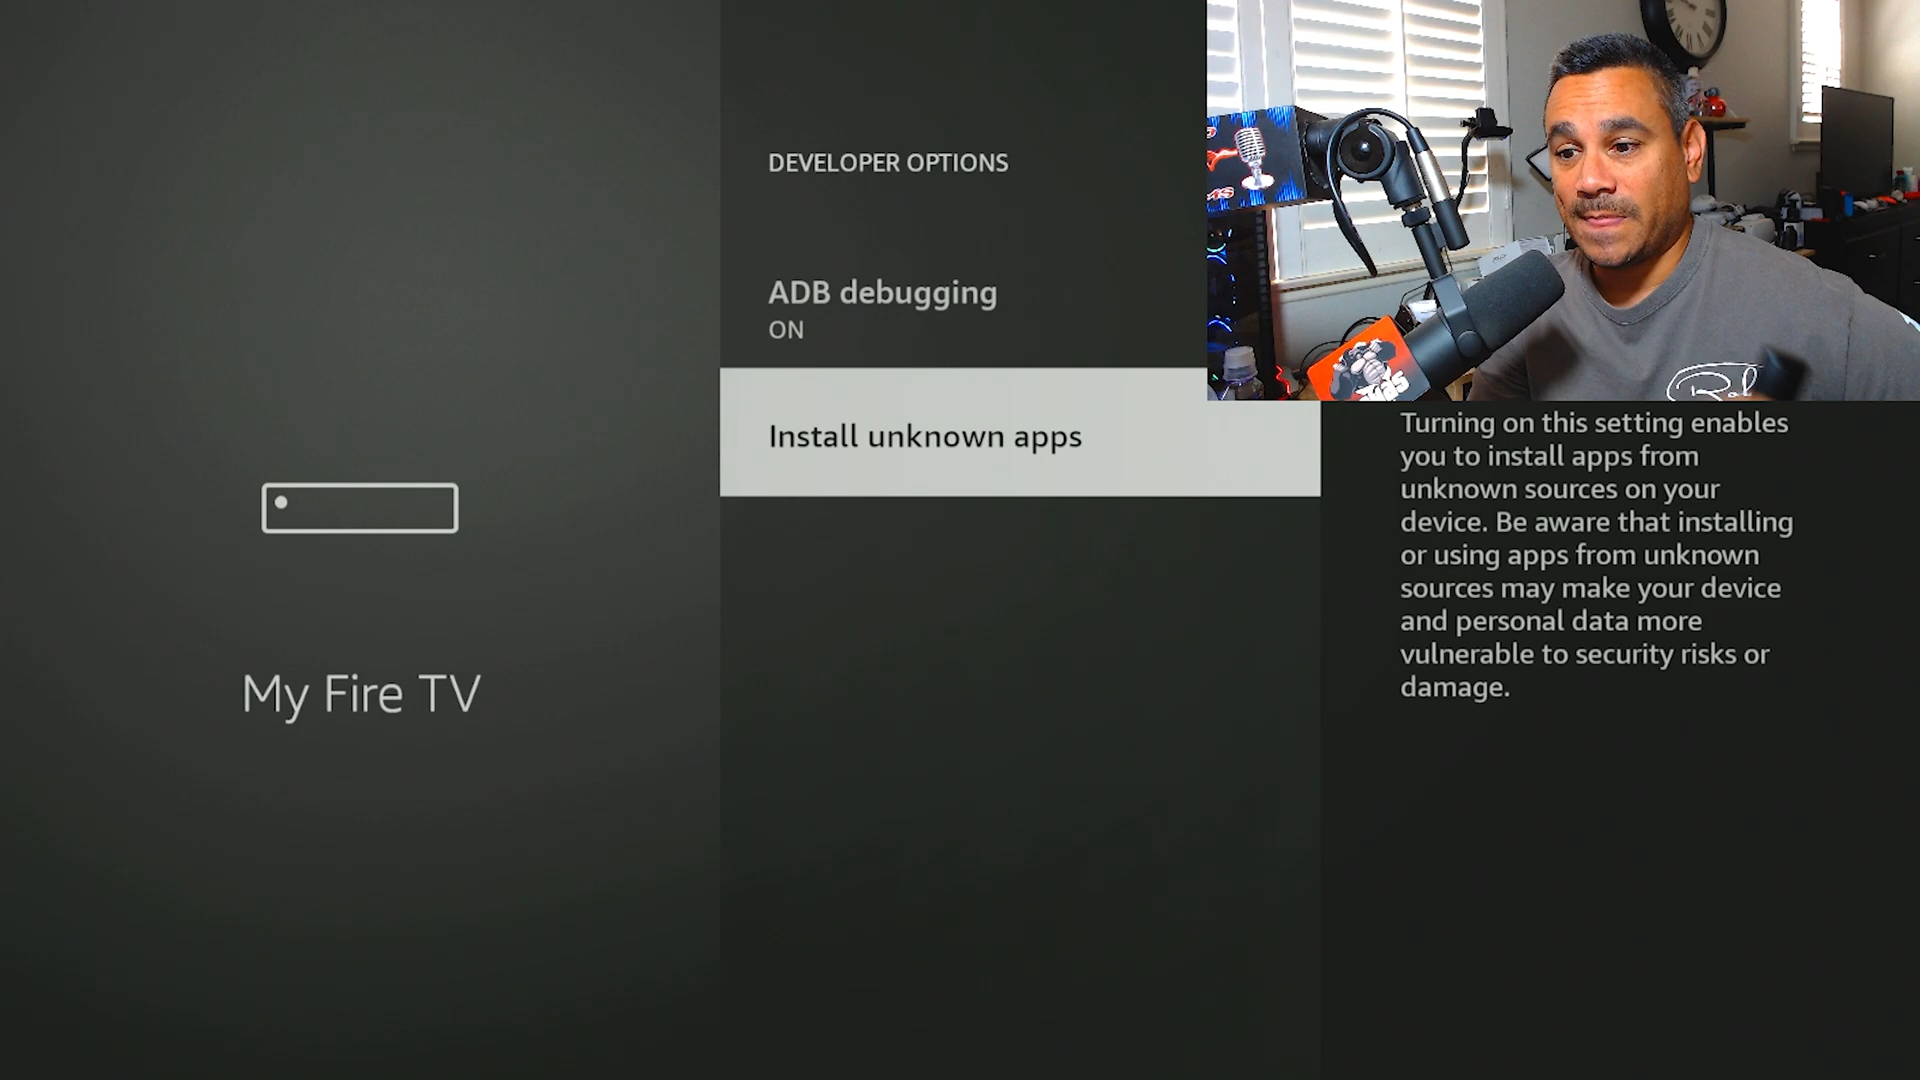 DEVELOPER OPTIONS
ADB debugging
ON
Install unknown apps
My Fire TV
Turning on this setting enables
you to install apps from
unknown sources on your
device. Be aware that installing
or using apps from unknown
sources may make your device
and personal data more
vulnerable to security risks or
damage.